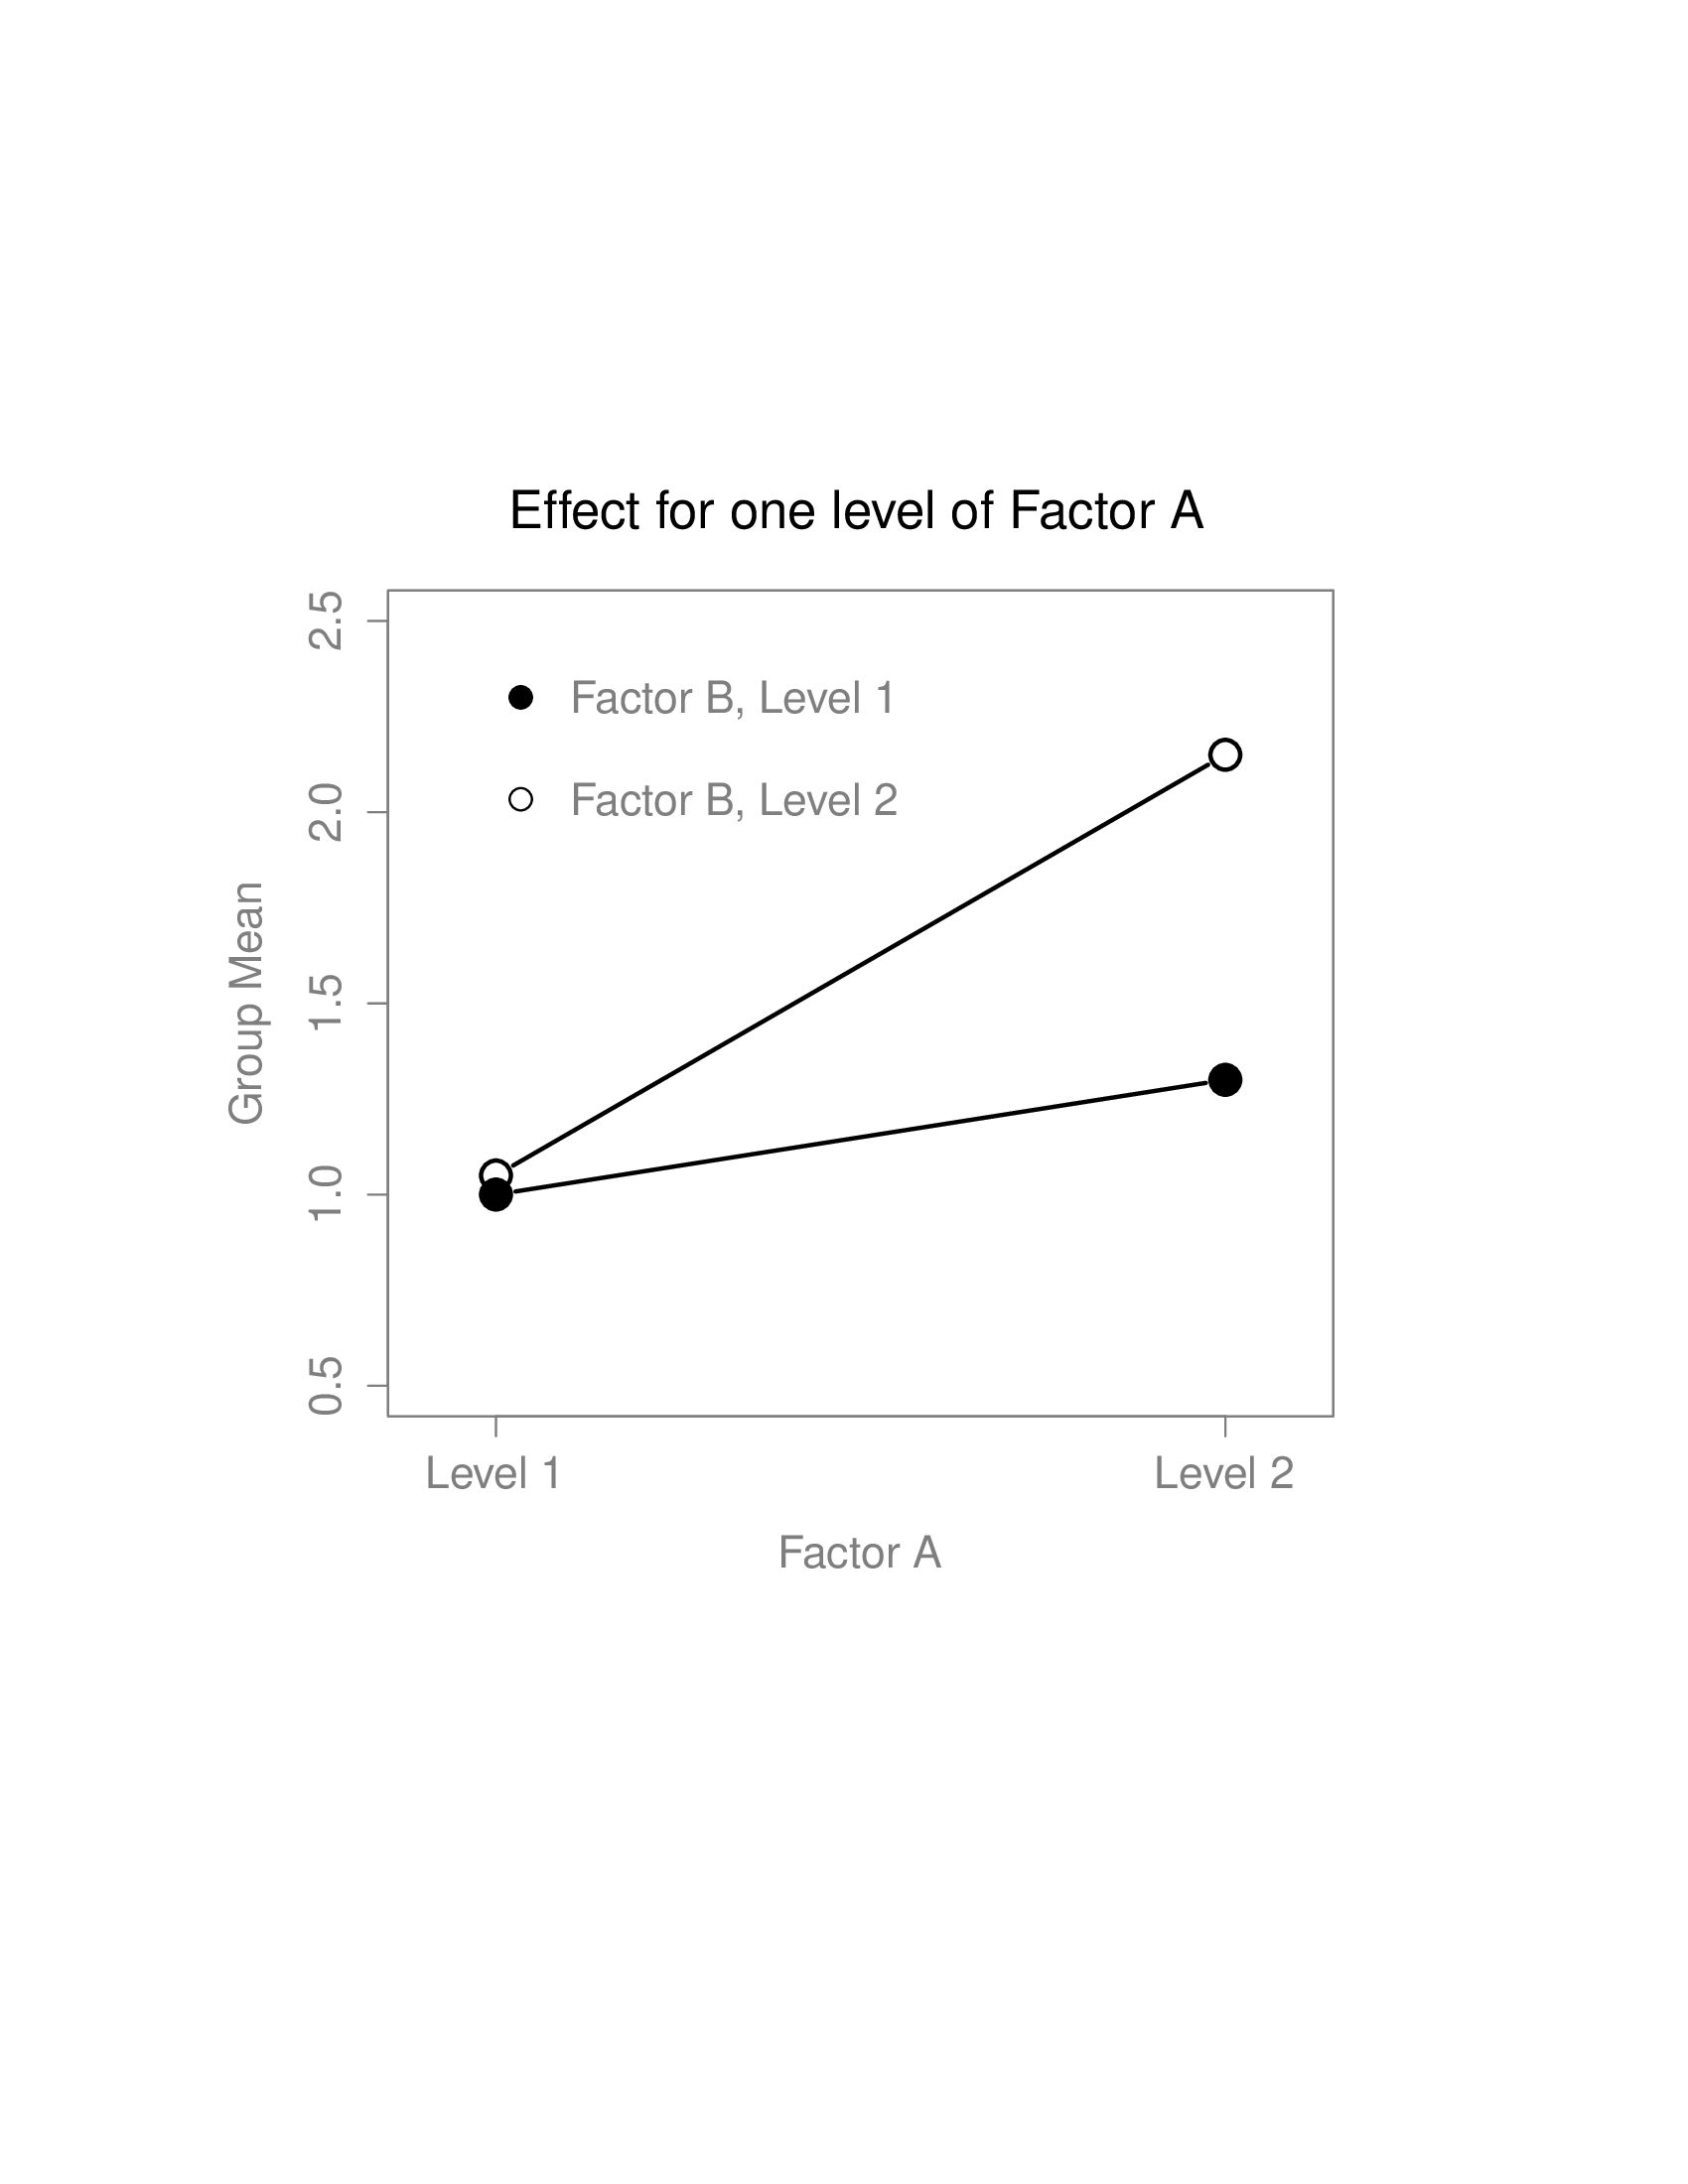 Effect for one level of Factor A
2.5
2.0
1.5
1.0
0.5
Group Mean
Factor B, Level 1
Factor B, Level 2
Level 1
Level 2
Factor A